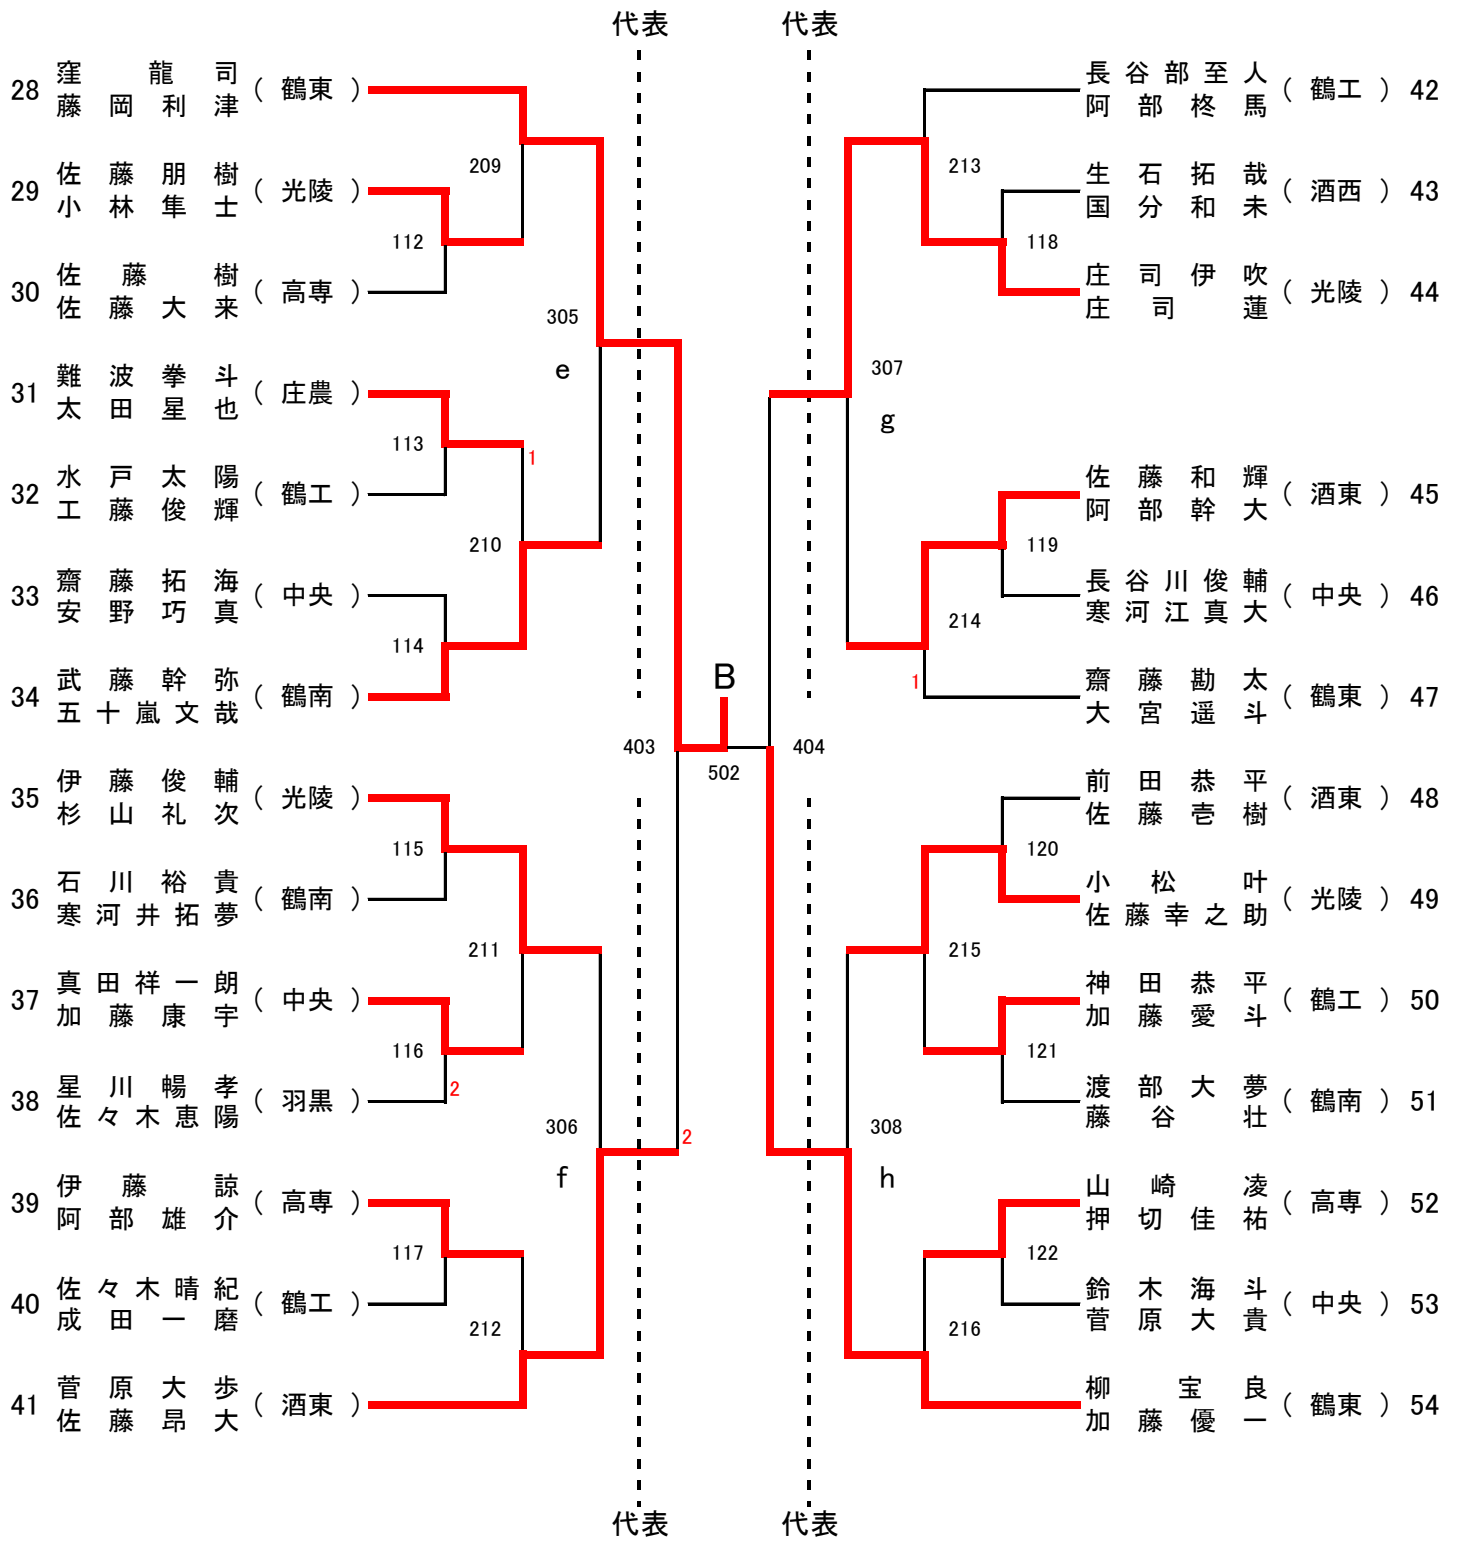 代表 代表
28 窪龍司 ( 鶴東 )
藤岡利津
29 佐藤朋樹 ( 光陵 )
小林隼士
30 佐藤樹 ( 高専 )
佐藤大来
31 難波拳斗 ( 庄農 )
太田星也
32 水戸太陽 ( 鶴工 )
工藤俊輝
33 齋藤拓海 ( 中央 )
安野巧真
34 武藤幹弥 ( 鶴南 )
五十嵐文哉
35 伊藤俊輔 ( 光陵 )
杉山礼次
36 石川裕貴 ( 鶴南 )
寒河井拓夢
37 真田祥一朗 ( 中央 )
加藤康宇
38 星川暢孝 ( 羽黒 )
佐々木恵陽
39 伊藤諒 ( 高専 )
阿部雄介
40 佐々木晴紀 ( 鶴工 )
成田一磨
41 菅原大歩 ( 酒東 )
佐藤昂大
112
113
1
114
115
116
2
117
209
210
211
212
305
e
306
f
403
2
B
502
404
307
g
308
h
213
214
1
215
216
118
119
120
121
122
長谷部至人 ( 鶴工 ) 42
阿部柊馬
生石拓哉 ( 酒西 ) 43
国分和未
庄司伊吹 ( 光陵 ) 44
庄司蓮
佐藤和輝 ( 酒東 ) 45
阿部幹大
長谷川俊輔 ( 中央 ) 46
寒河江真大
齋藤勘太 ( 鶴東 ) 47
大宮遥斗
前田恭平 ( 酒東 ) 48
佐藤壱樹
小松叶 ( 光陵 ) 49
佐藤幸之助
神田恭平 ( 鶴工 ) 50
加藤愛斗
渡部大夢 ( 鶴南 ) 51
藤谷壮
山崎凌 ( 高専 ) 52
押切佳祐
鈴木海斗 ( 中央 ) 53
菅原大貴
柳宝良 ( 鶴東 ) 54
加藤優一
代表 代表